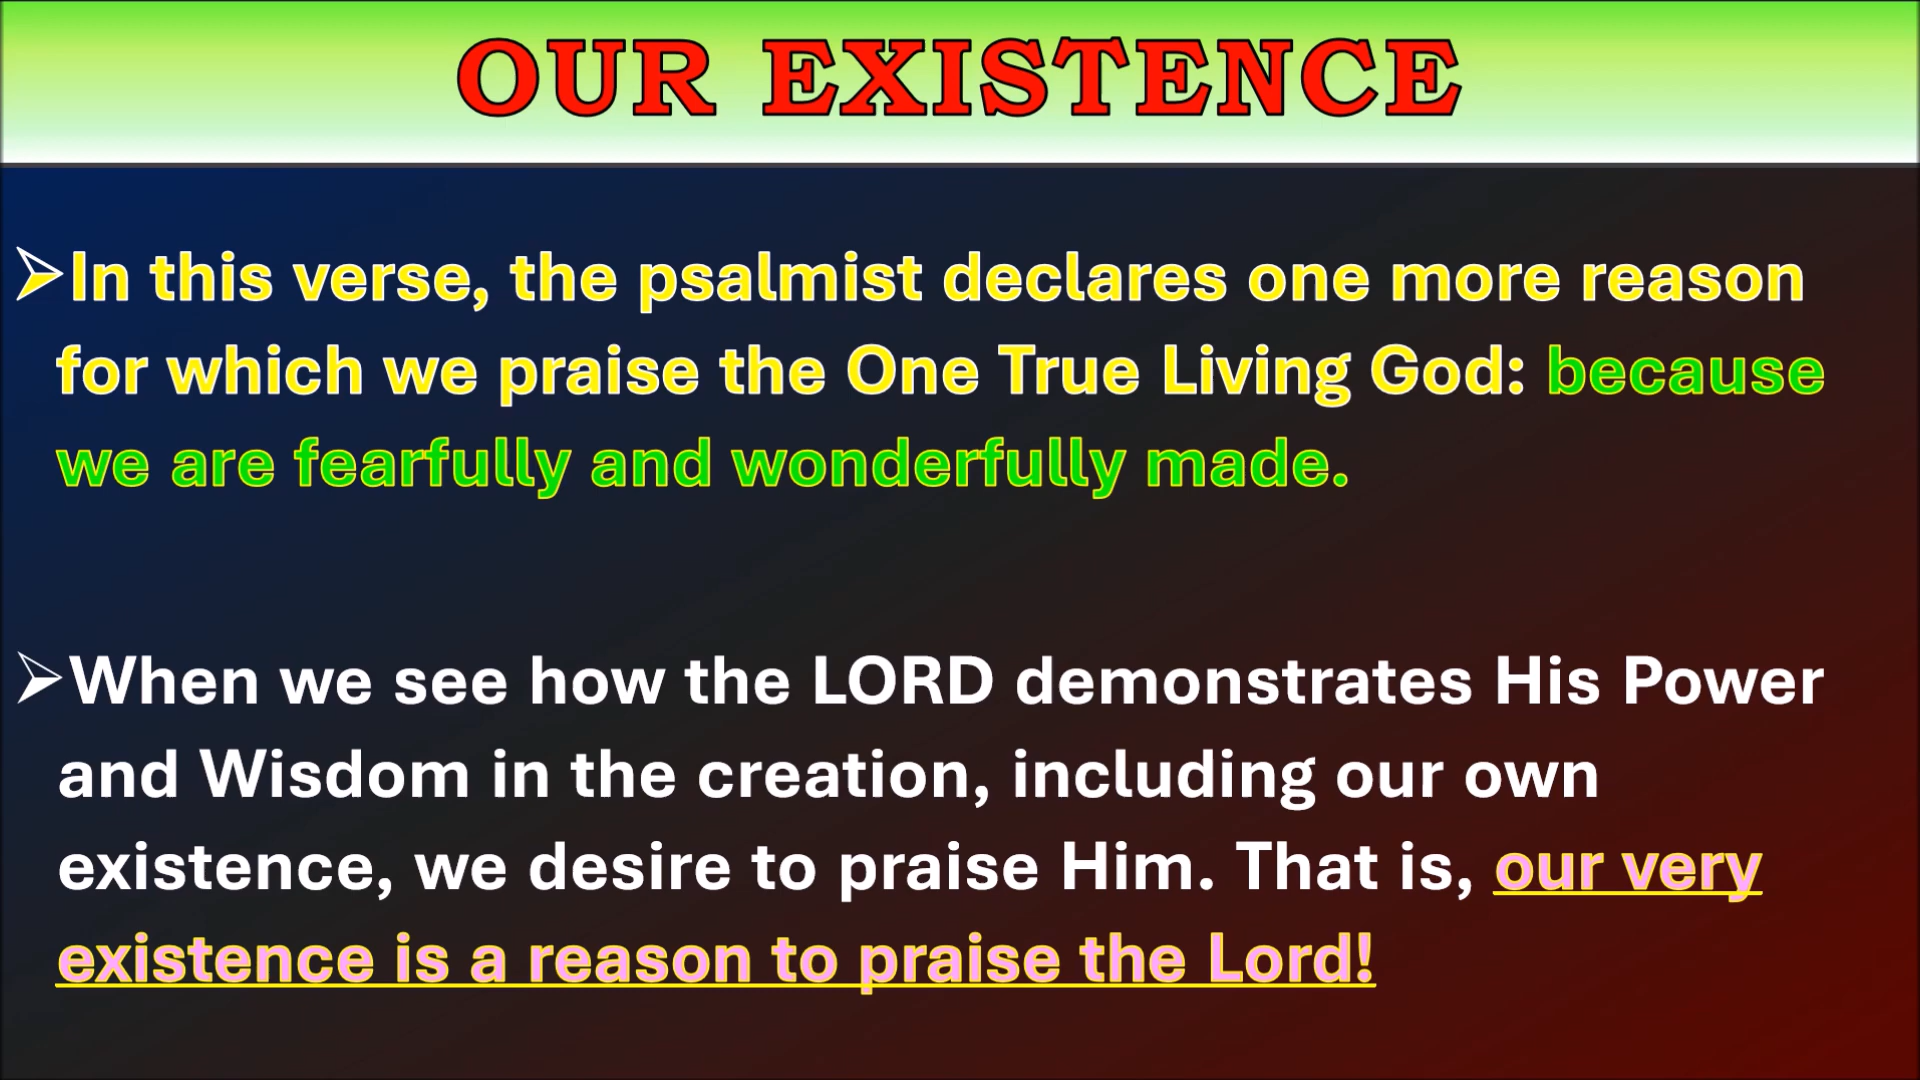 OUR EXISTENCE
➢In this verse, the psalmist declares one more reason
for which we praise the One True Living God: because
we are fearfully and wonderfully made.
➢When we see how the LORD demonstrates His Power
and Wisdom in the creation, including our own
existence, we desire to praise Him. That is, our very
existence is a reason to praise the Lord!